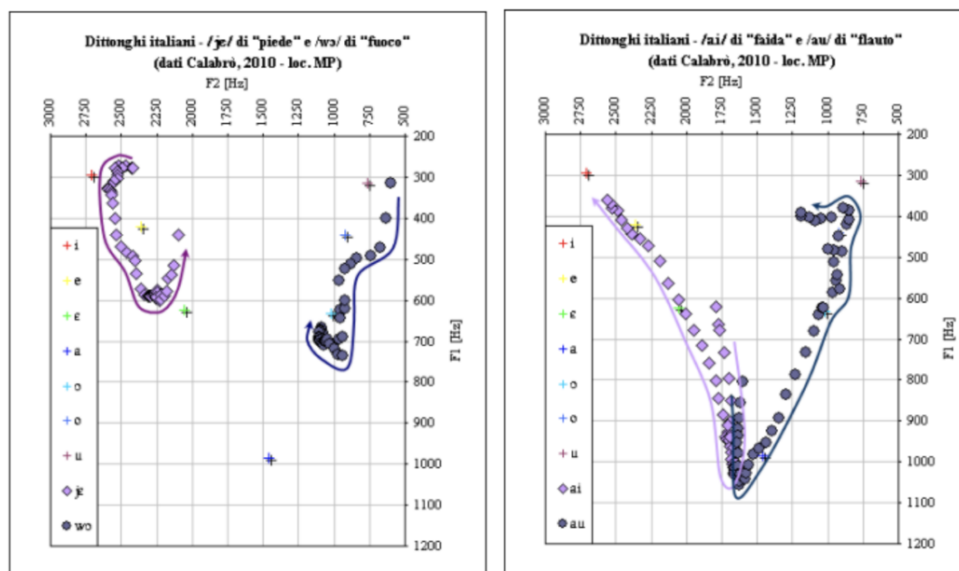 Dittonghi italiani - /jɛ/ di "piede" e /wɔ/ di "fuoco"
(dati Calabrò, 2010 - loc. MP)
F2 [Hz]
3000 2750 2500 2250 2000 1750 1500 1250 1000 750 500
200
300
400
500
600
700
800
900
1000
1100
1200
F1 [Hz]
i
e
ɛ
a
ɔ
o
u
jɛ
wɔ
Dittonghi italiani - /ai/ di "faida" e /au/ di "flauto"
(dati Calabrò, 2010 - loc. MP)
F2 [Hz]
3000 2750 2500 2250 2000 1750 1500 1250 1000 750 500
200
300
400
500
600
700
800
900
1000
1100
1200
F1 [Hz]
i
e
ɛ
a
ɔ
o
u
ai
au